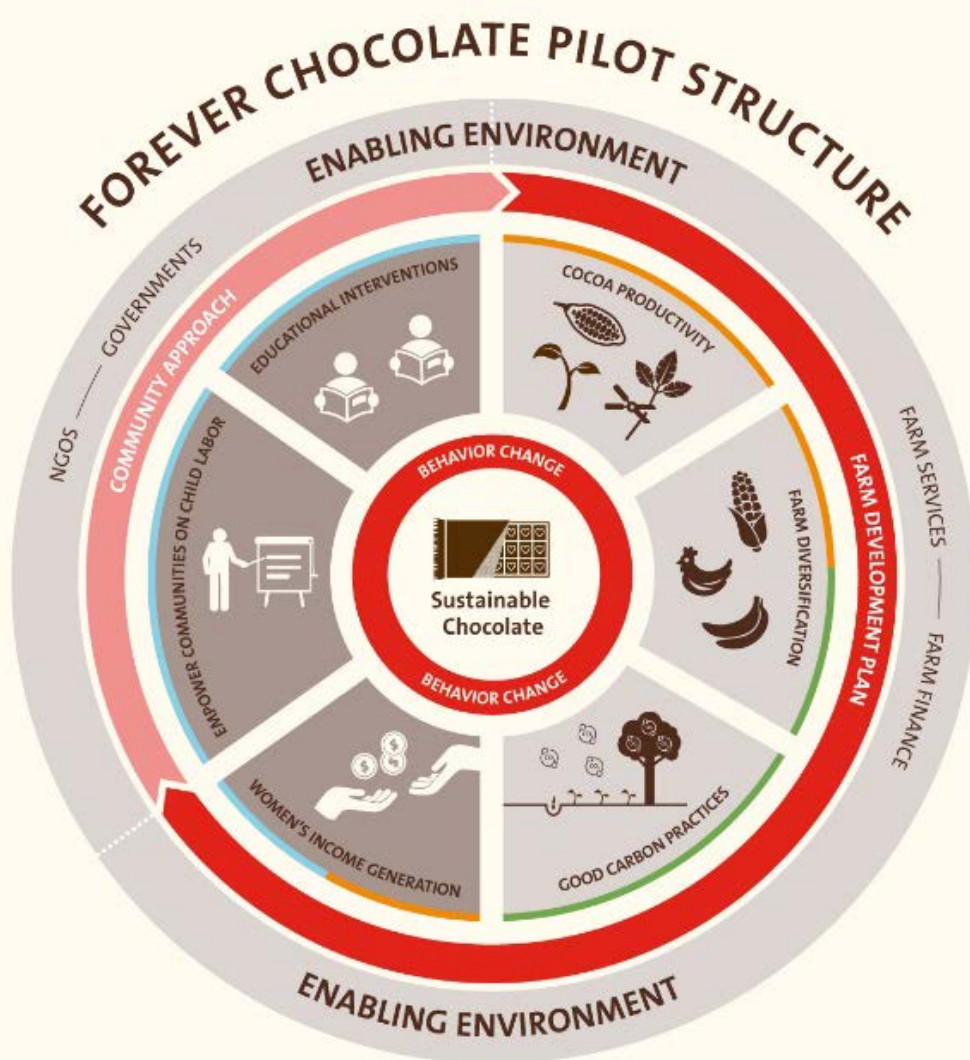 FOREVER CHOCOLATE PILOT STRUCTURE
ENABLING ENVIRONMENT
NGOS
GOVERNMENTS
COMMUNITY APPROACH
EDUCATIONAL INTERVENTIONS
COCOA PRODUCTIVITY
EMPOWER COMMUNITIES ON CHILD LABOR
BEHAVIOR CHANGE
Sustainable
Chocolate
BEHAVIOR CHANGE
FARM DIVERSIFICATION
FARM DEVELOPMENT PLAN
FARM SERVICES
FARM FINANCE
WOMEN'S INCOME GENERATION
GOOD CARBON PRACTICES
ENABLING ENVIRONMENT